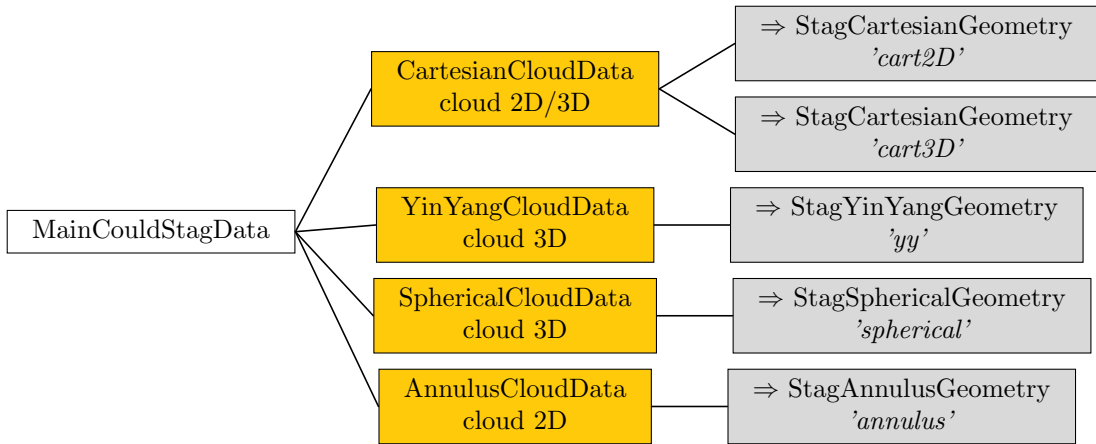 MainCouldStagData
CartesianCloudData
cloud 2D/3D
⇒ StagCartesianGeometry
'cart2D'
⇒ StagCartesianGeometry
'cart3D'
YinYangCloudData
cloud 3D
⇒ StagYinYangGeometry
'yy'
SphericalCloudData
cloud 3D
⇒ StagSphericalGeometry
'spherical'
AnnulusCloudData
cloud 2D
⇒ StagAnnulusGeometry
'annulus'